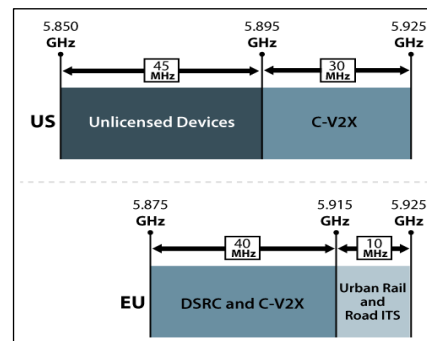 5.850 5.895 5.925
GHz GHz GHz
45 30
MHz MHz
US Unlicensed Devices C-V2X
5.875 5.915 5.925
GHz GHz GHz
40 10
MHz MHz
EU DSRC and C-V2X Urban Rail
and
Road ITS